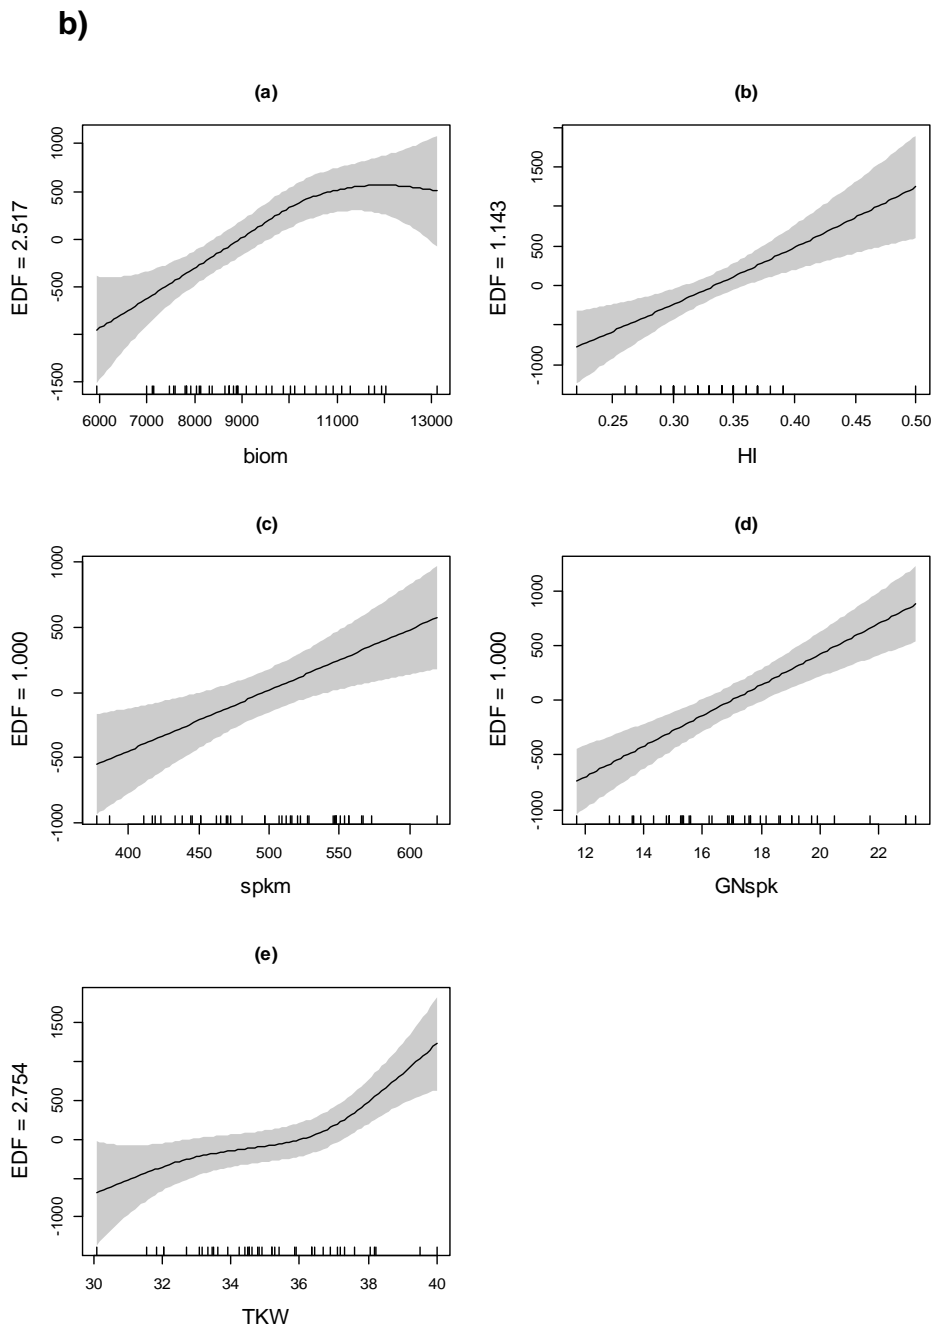 b)
(a)
EDF = 2.517
1000
500
0
-500
-1500
6000 7000 8000 9000 11000 13000
biom
(b)
EDF = 1.143
1500
500
0
-1000
0.25 0.30 0.35 0.40 0.45 0.50
HI
(c)
EDF = 1.000
1000
500
0
-500
-1000
400 450 500 550 600
spkm
(d)
EDF = 1.000
1000
500
0
-500
-1000
12 14 16 18 20 22
GNspk
(e)
EDF = 2.754
1500
500
0
-1000
30 32 34 36 38 40
TKW